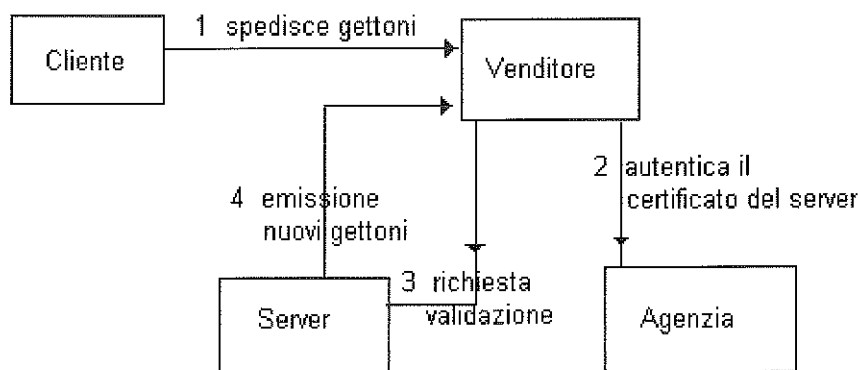 1 spedisce gettoni
Cliente
Venditore
2 autentica il
certificato del server
4 emissione
nuovi gettoni
3 richiesta
validazione
Server
Agenzia